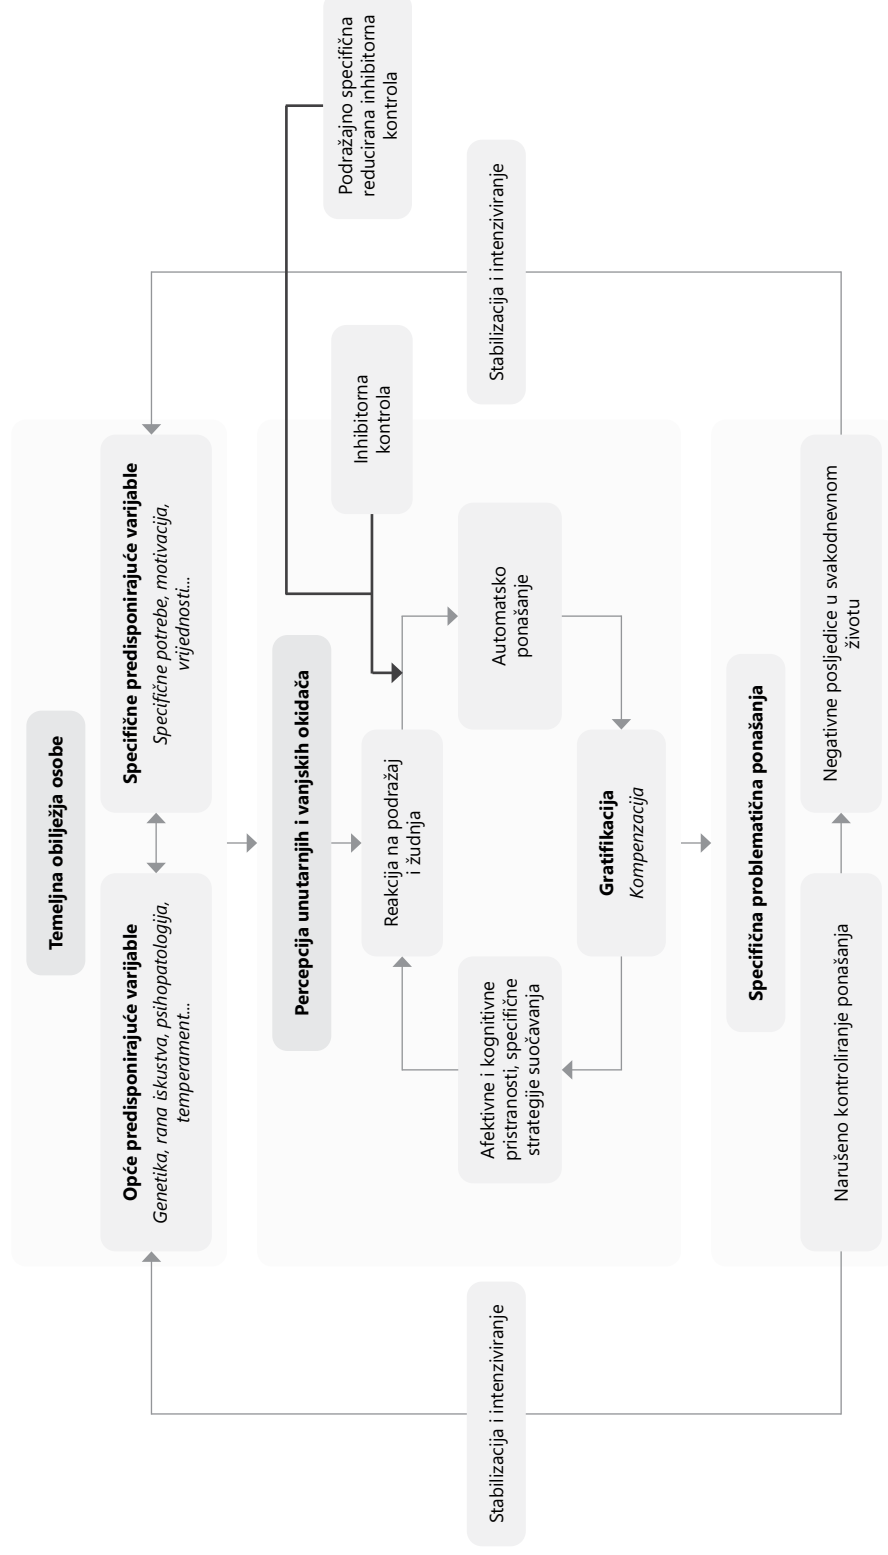 Temeljna obilježja osobe
Opće predisponirajuće varijable
Genetika, rana iskustva, psihopatologija,
temperament...
Specifične predisponirajuće varijable
Specifične potrebe, motivacija,
vrijednosti...
Percepcija unutarnjih i vanjskih okidača
Reakcija na podražaj
i žudnja
Inhibitorna
kontrola
Podražajno specifična
reducirana inhibitorna
kontrola
Afektivne i kognitivne
pristranosti, specifične
strategije suočavanja
Automatsko
ponašanje
Stabilizacija i intenziviranje
Stabilizacija i intenziviranje
Gratifikacija
Kompenzacija
Specifična problematična ponašanja
Narušeno kontroliranje ponašanja
Negativne posljedice u svakodnevnom
životu